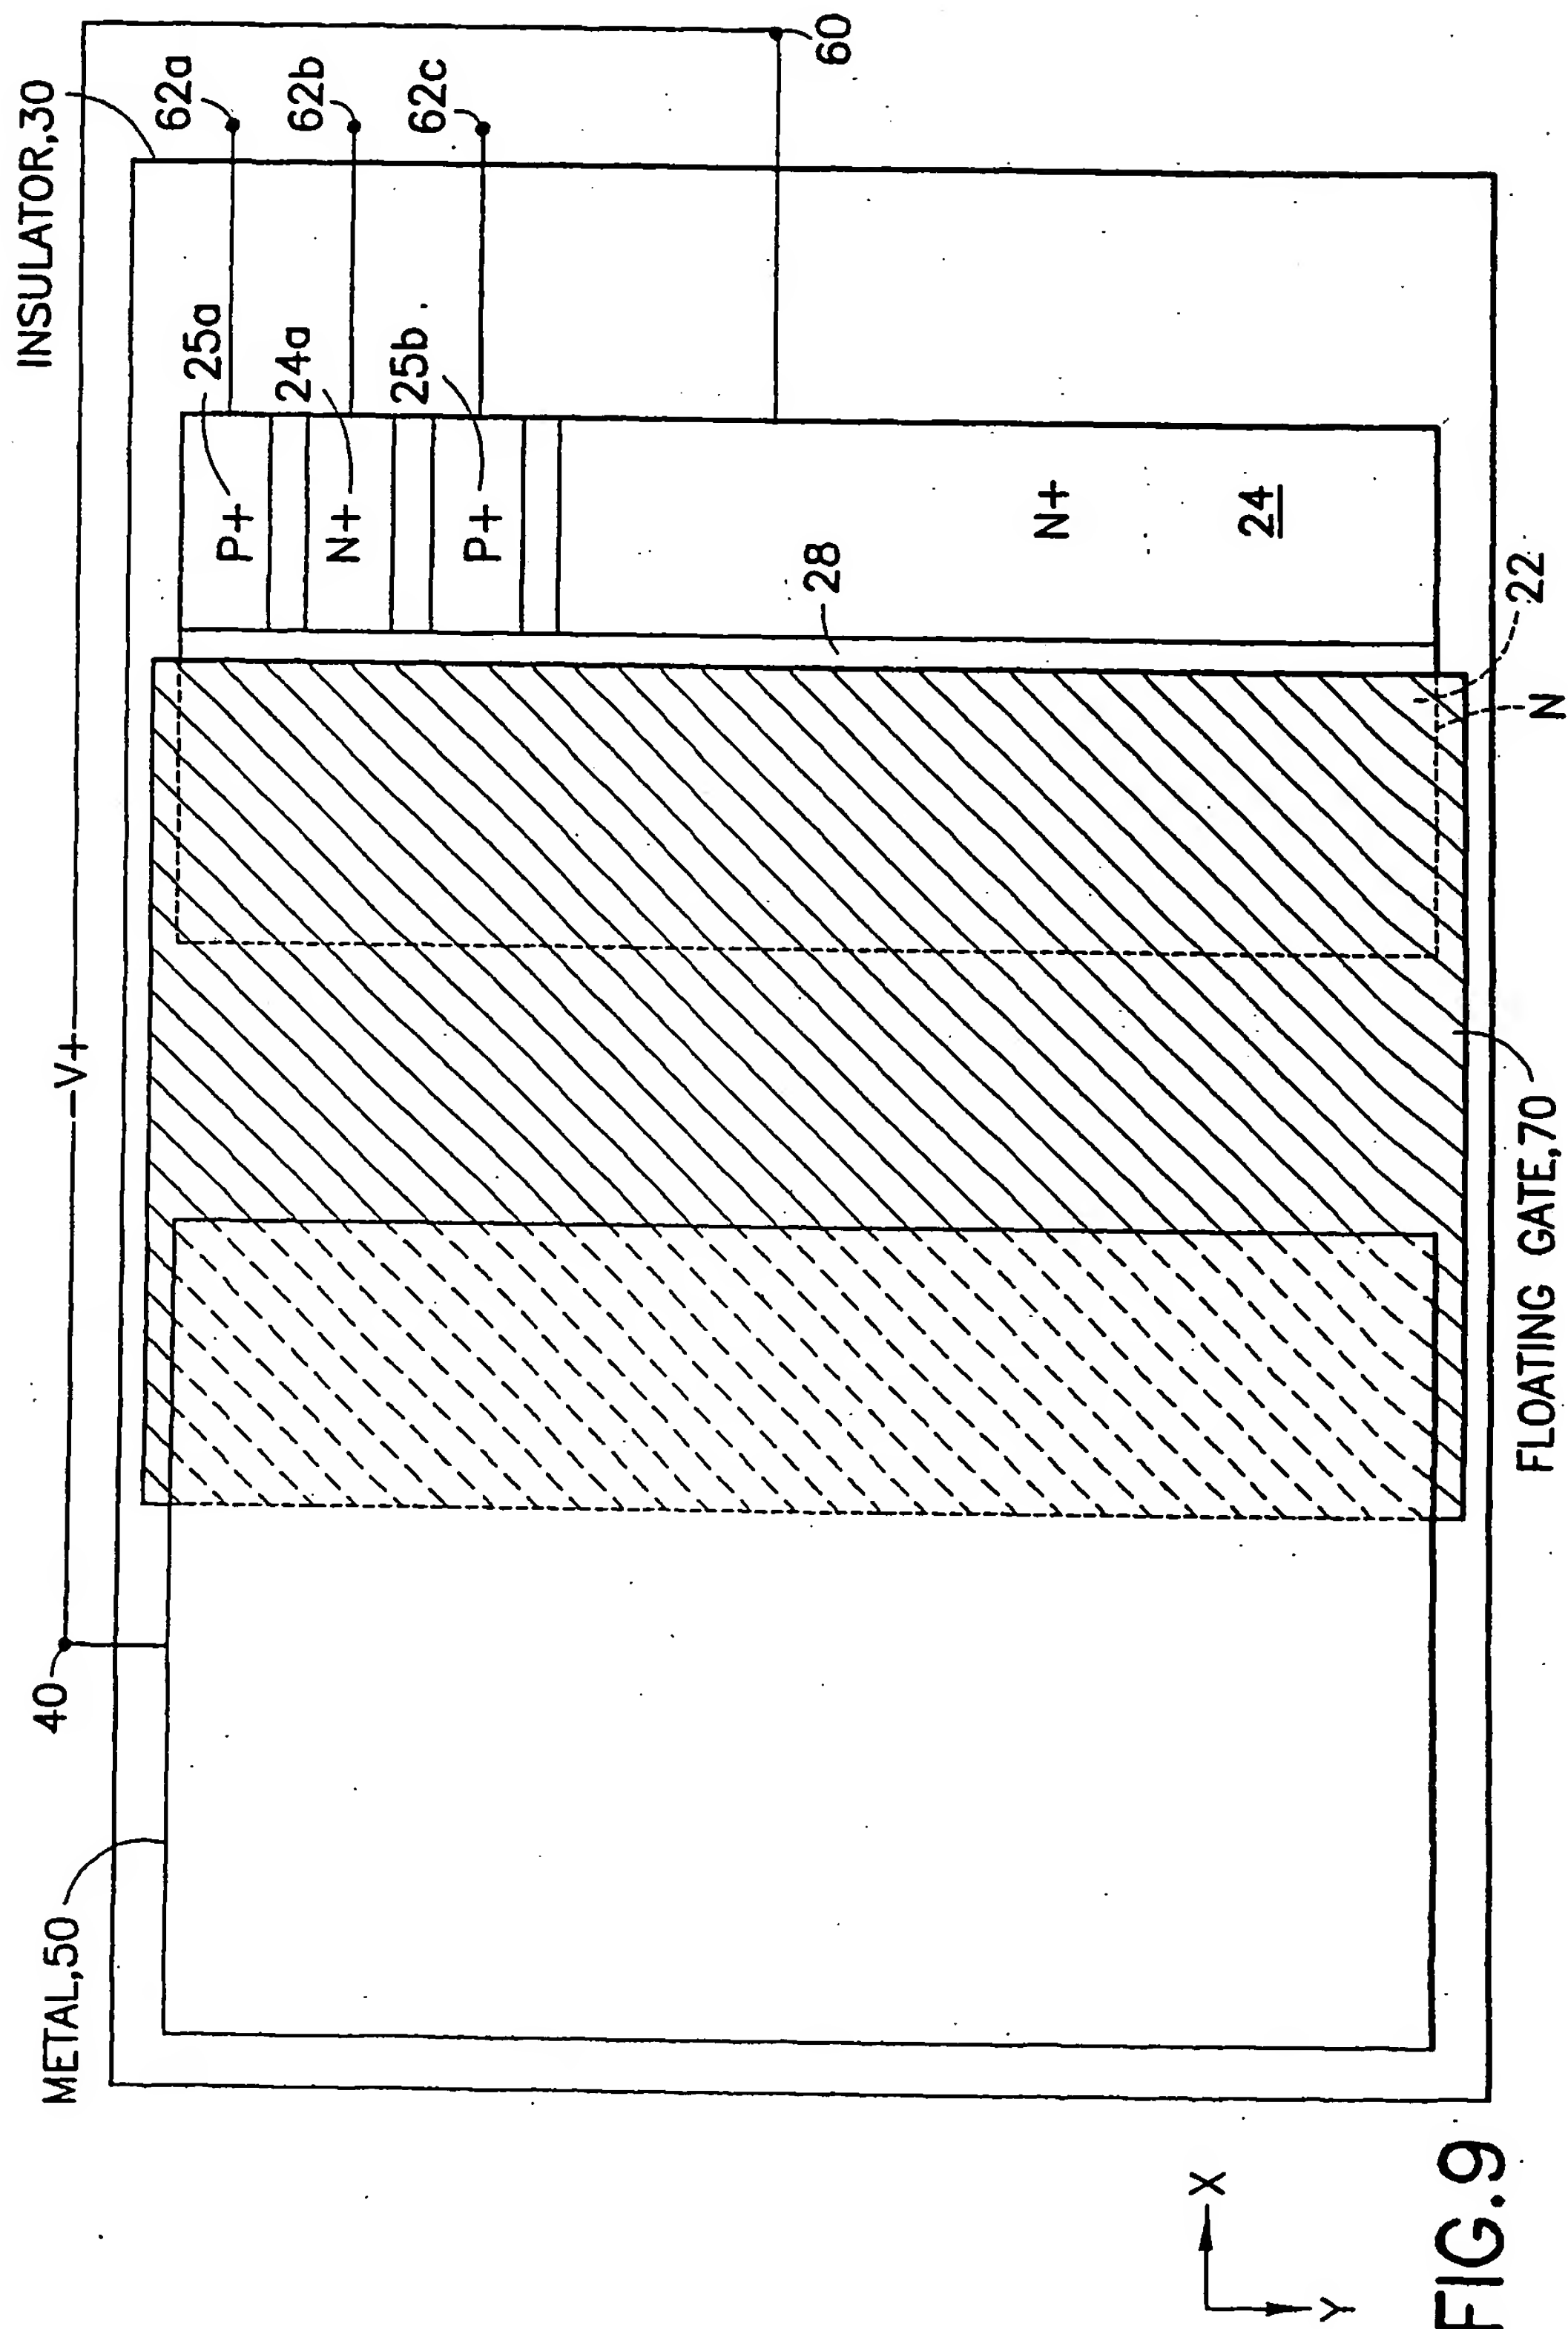 INSULATOR,30
62a
62b
62c
60
25a
24a
25b
P+
N+
P+
N+
24
28
22
N
V+
FLOATING GATE,70
40
METAL,50
X
Y
FIG.9